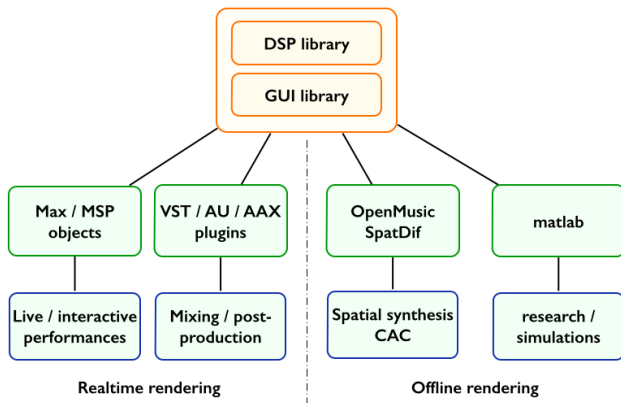 DSP library
GUI library
Max / MSP
objects
VST / AU / AAX
plugins
OpenMusic
SpatDif
matlab
Live / interactive
performances
Mixing / post-
production
Spatial synthesis
CAC
research /
simulations
Realtime rendering
Offline rendering